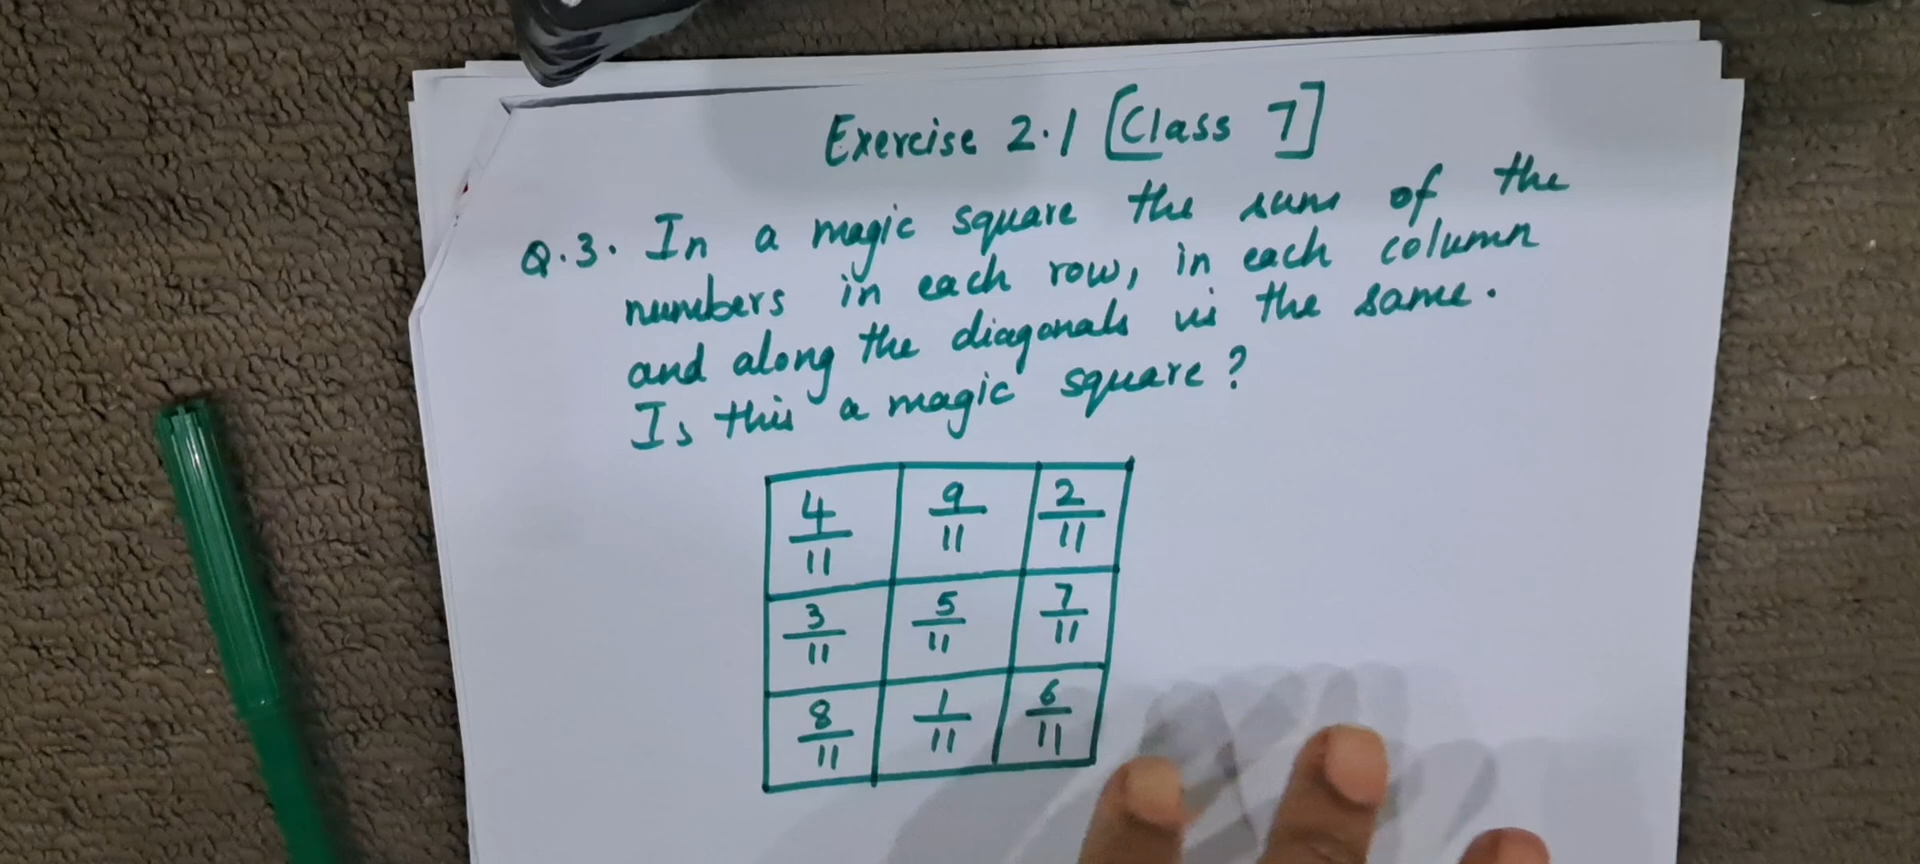 Exercise 2.1 [Class 7]
Q.3. In a magic square the sum of the
numbers in each row, in each column
and along the diagonals is the same.
Is this a magic square?
4/11 9/11 2/11
3/11 5/11 7/11
8/11 1/11 6/11